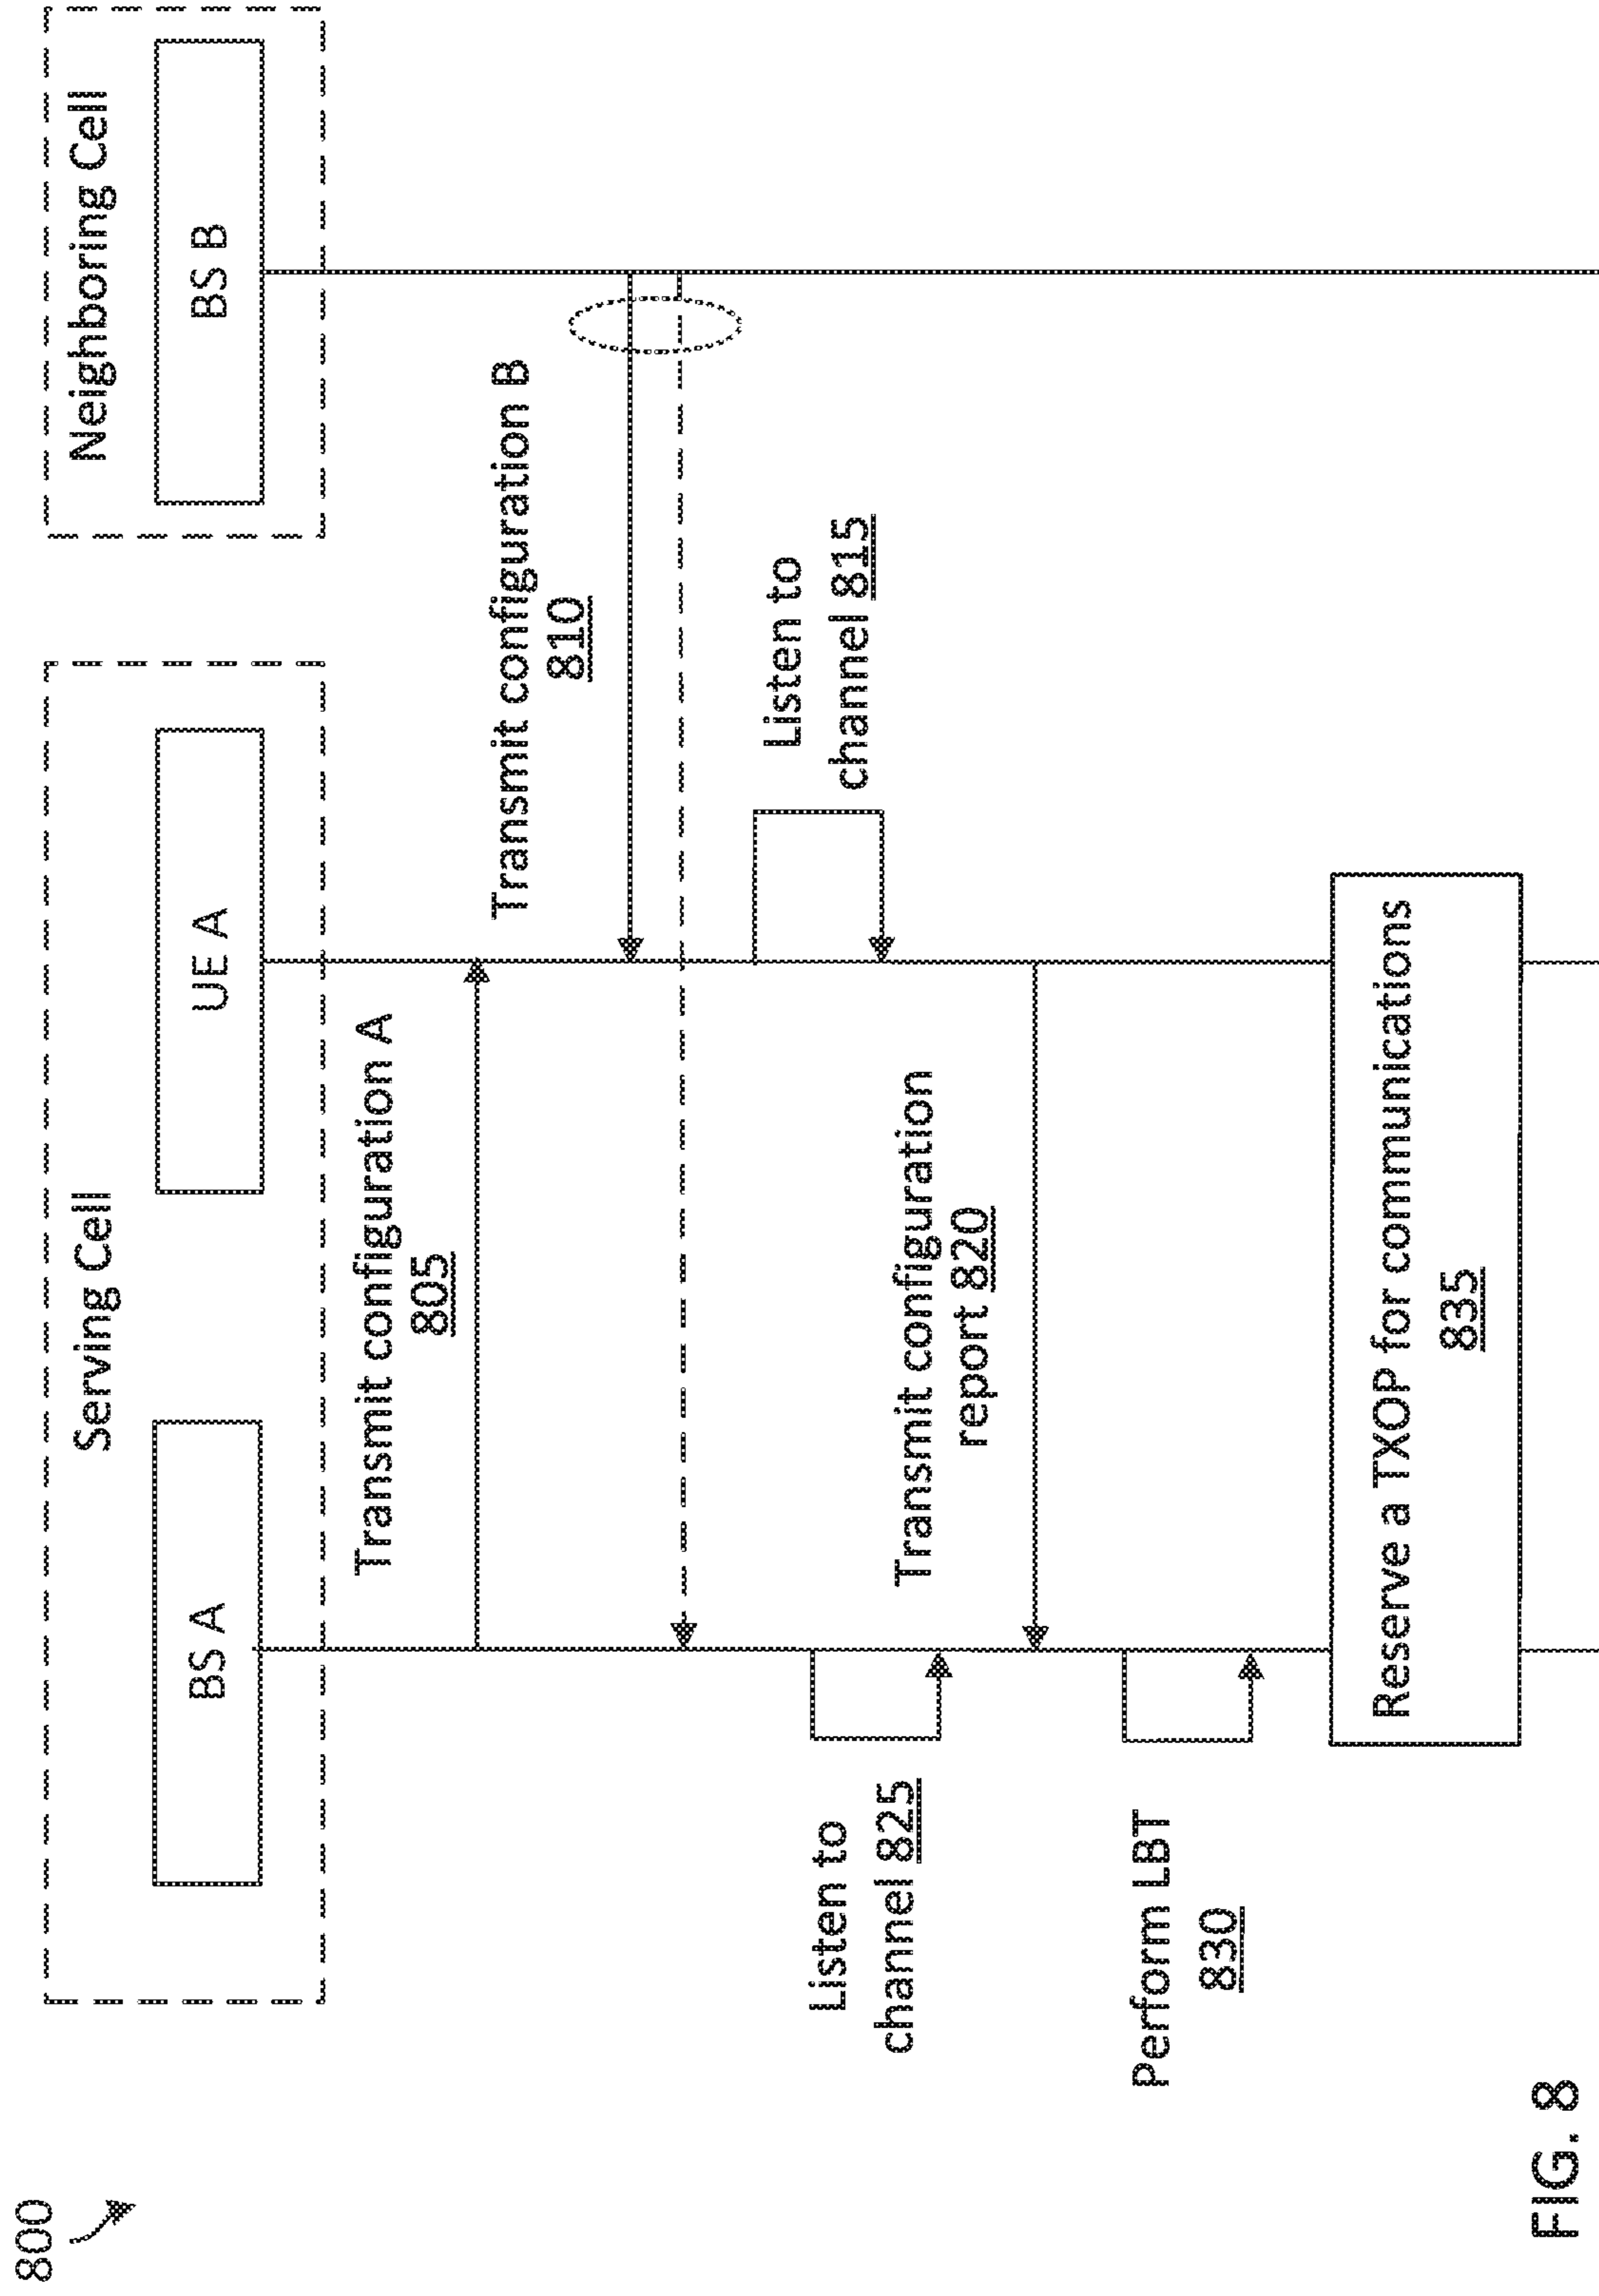 800
Serving Cell
Neighboring Cell
BS A
UE A
BS B
Transmit configuration A
805
Transmit configuration B
810
Listen to
channel 815
Listen to
channel 825
Transmit configuration
report 820
Perform LBT
830
Reserve a TXOP for communications
835
FIG. 8